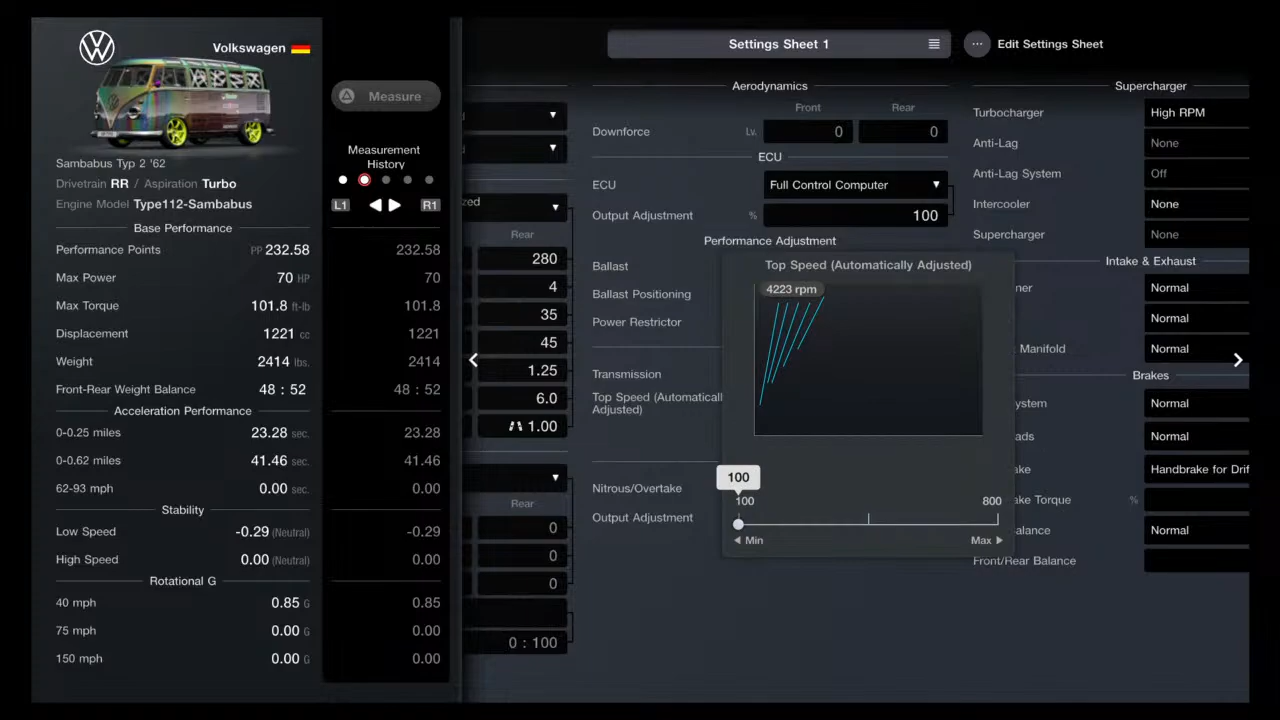 Volkswagen
Sambabus Typ 2 '62
Drivetrain RR / Aspiration Turbo
Engine Model Type112-Sambabus
Base Performance
Performance Points PP 232.58
Max Power 70 HP
Max Torque 101.8 ft-lb
Displacement 1221 cc
Weight 2414 lbs.
Front-Rear Weight Balance 48 : 52
Acceleration Performance
0-0.25 miles 23.28 sec.
0-0.62 miles 41.46 sec.
62-93 mph 0.00 sec.
Stability
Low Speed -0.29 (Neutral)
High Speed 0.00 (Neutral)
Rotational G
40 mph 0.85 G
75 mph 0.00 G
150 mph 0.00 G
Measure
Measurement
History
L1 R1
232.58
70
101.8
1221
2414
48 : 52
23.28
41.46
0.00
-0.29
0.00
0.85
0.00
0.00
zed
Rear
280
4
35
45
1.25
6.0
1.00
Rear
0
0
0
0 : 100
Settings Sheet 1
Edit Settings Sheet
Aerodynamics
Front Rear
Downforce Lv. 0 0
ECU
ECU Full Control Computer
Output Adjustment % 100
Performance Adjustment
Ballast
Ballast Positioning
Power Restrictor
Transmission
Top Speed (Automaticall
Adjusted)
Nitrous/Overtake
Output Adjustment
Top Speed (Automatically Adjusted)
4223 rpm
100
100 800
Min Max
Supercharger
Turbocharger High RPM
Anti-Lag None
Anti-Lag System Off
Intercooler None
Supercharger None
Intake & Exhaust
ner Normal
Normal
Manifold Normal
Brakes
ystem Normal
ads Normal
ake Handbrake for Drif
ake Torque %
alance Normal
Front/Rear Balance